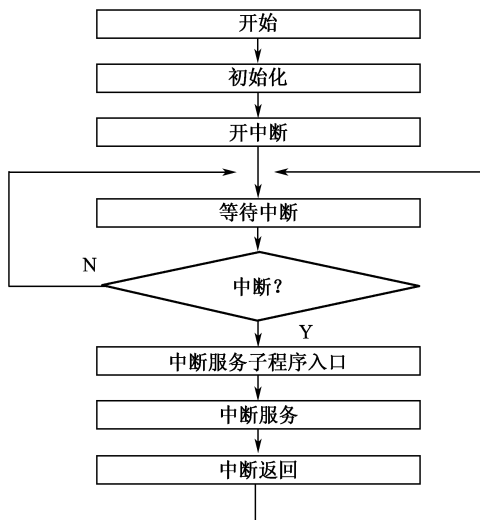 开始
初始化
开中断
等待中断
N
中断？
Y
中断服务子程序入口
中断服务
中断返回